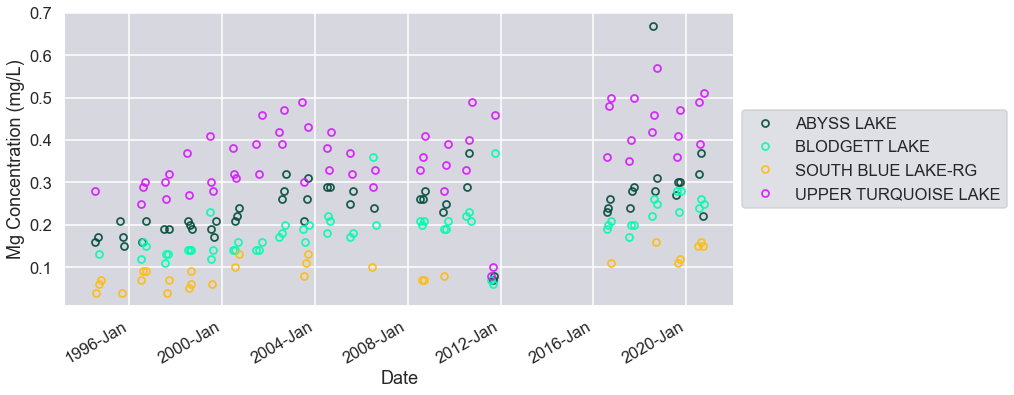 0.7
0.6
0.5
0.4
0.3
0.2
0.1
Mg Concentration (mg/L)
1996-Jan
2000-Jan
2004-Jan
2008-Jan
2012-Jan
2016-Jan
2020-Jan
Date
ABYSS LAKE
BLODGETT LAKE
SOUTH BLUE LAKE-RG
UPPER TURQUOISE LAKE